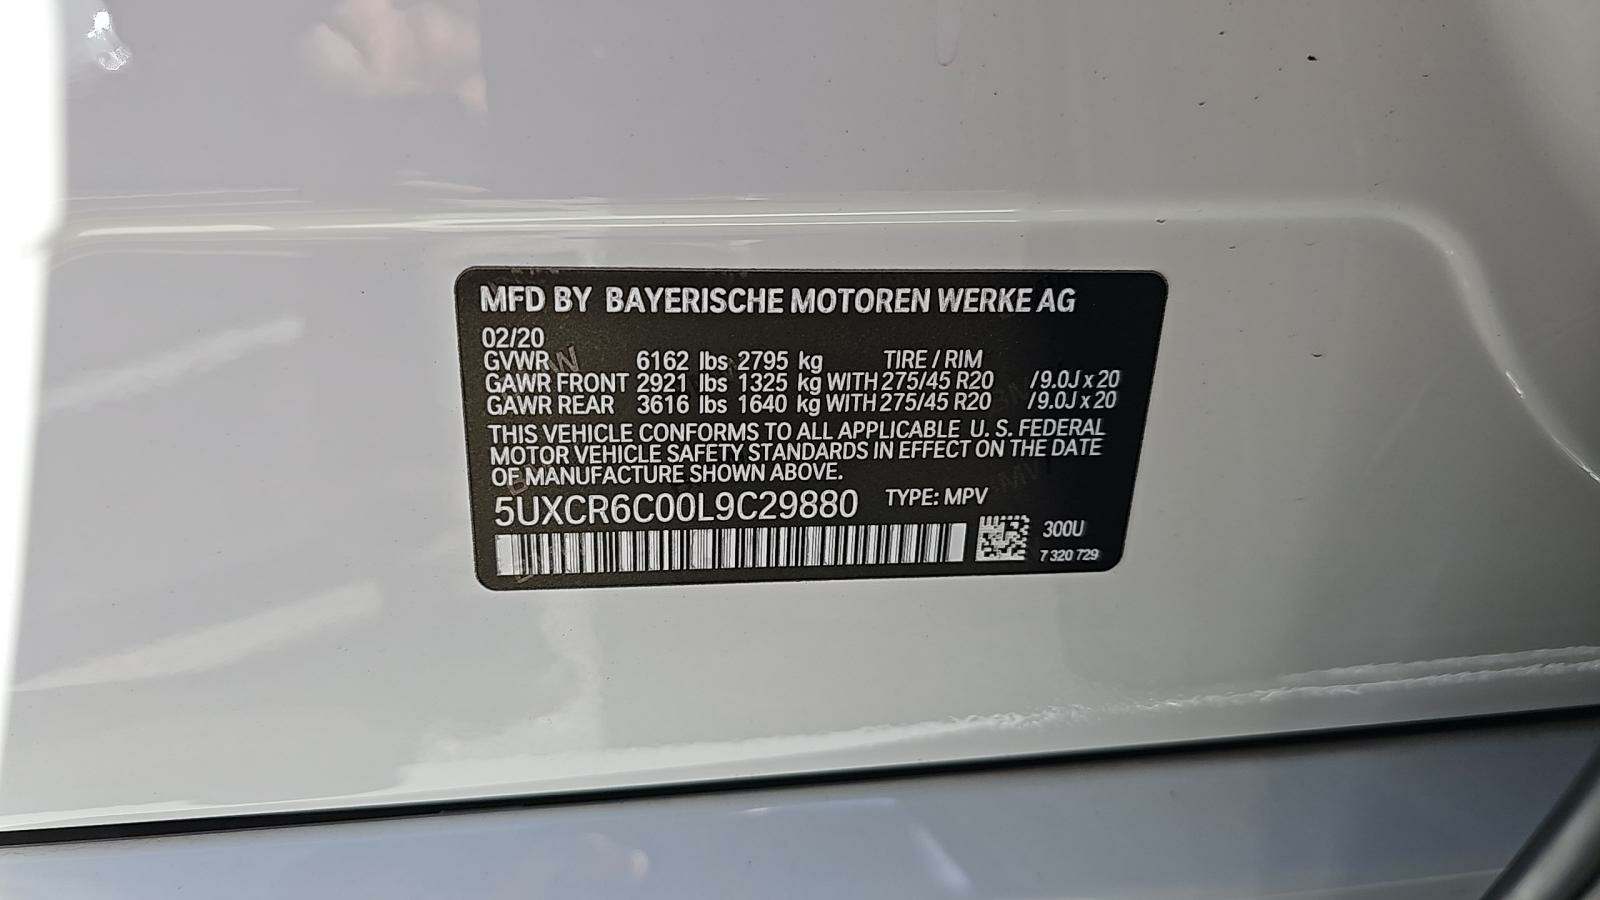 MFD BY BAYERISCHE MOTOREN WERKE AG
02/20
GVWR 6162 lbs 2795 kg TIRE / RIM
GAWR FRONT 2921 lbs 1325 kg WITH 275/45 R20 /9.0J x 20
GAWR REAR 3616 lbs 1640 kg WITH 275/45 R20 /9.0J x 20
THIS VEHICLE CONFORMS TO ALL APPLICABLE U. S. FEDERAL
MOTOR VEHICLE SAFETY STANDARDS IN EFFECT ON THE DATE
OF MANUFACTURE SHOWN ABOVE.
5UXCR6C00L9C29880 TYPE: MPV
300U
7 320 729